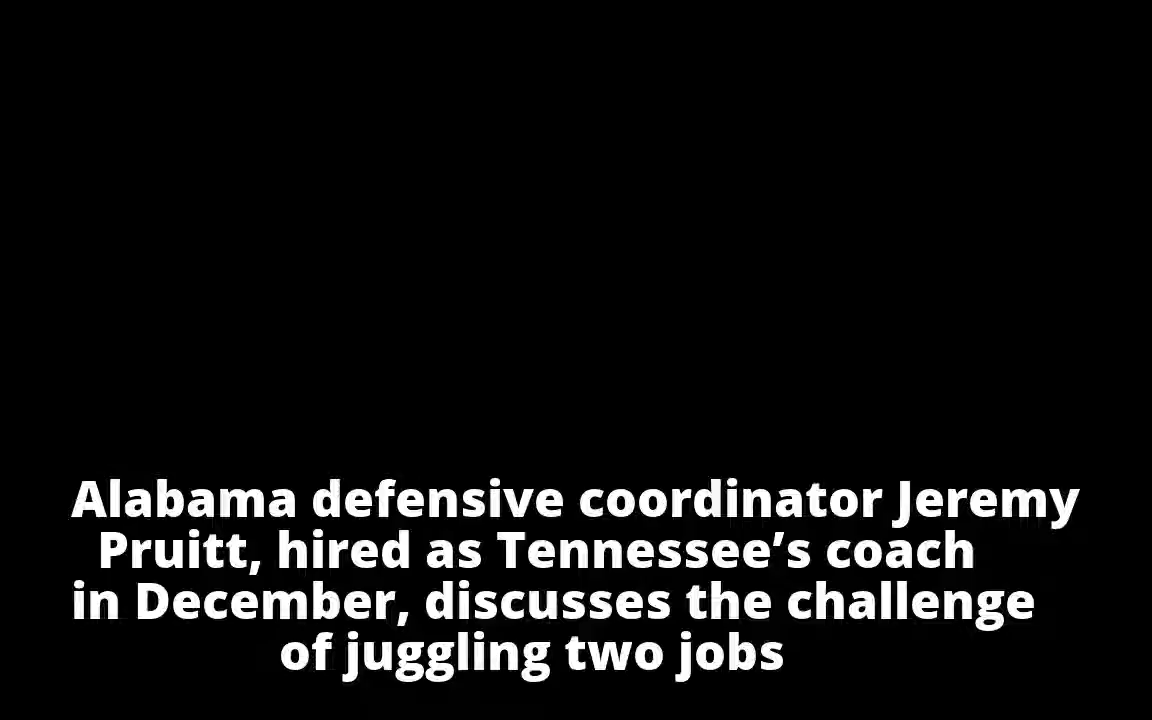 Alabama defensive coordinator Jeremy
Pruitt, hired as Tennessee’s coach
in December, discusses the challenge
of juggling two jobs